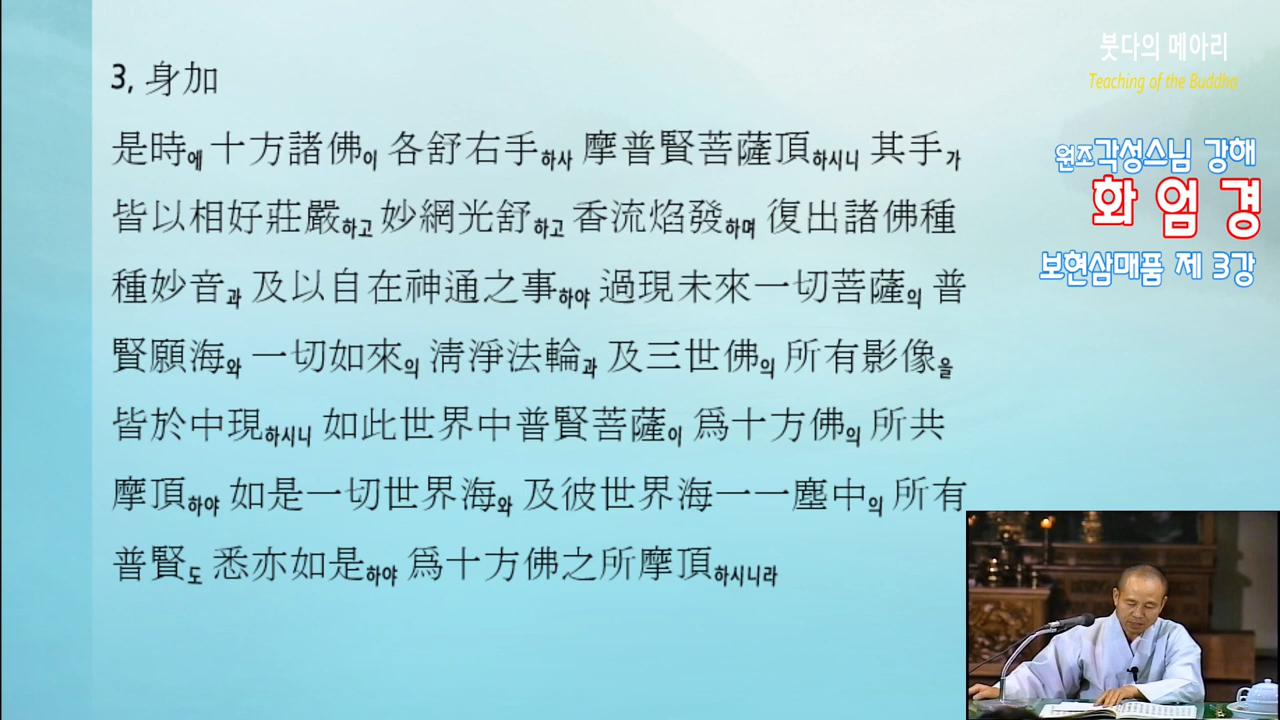 3, 身加
是時에 十方諸佛이 各舒右手하사 摩普賢菩薩頂하시니 其手가
皆以相好莊嚴하고 妙網光舒하고 香流焰發하며 復出諸佛種
種妙音과 及以自在神通之事하야 過現未來一切菩薩의 普
賢願海와 一切如來의 淸淨法輪과 及三世佛의 所有影像을
皆於中現하시니 如此世界中普賢菩薩이 爲十方佛의 所共
摩頂하야 如是一切世界海와 及彼世界海一一塵中의 所有
普賢도 悉亦如是하야 爲十方佛之所摩頂하시니라
붓다의 메아리
Teaching of the Buddha
원조각성스님 강해
화엄경
보현삼매품 제 3강